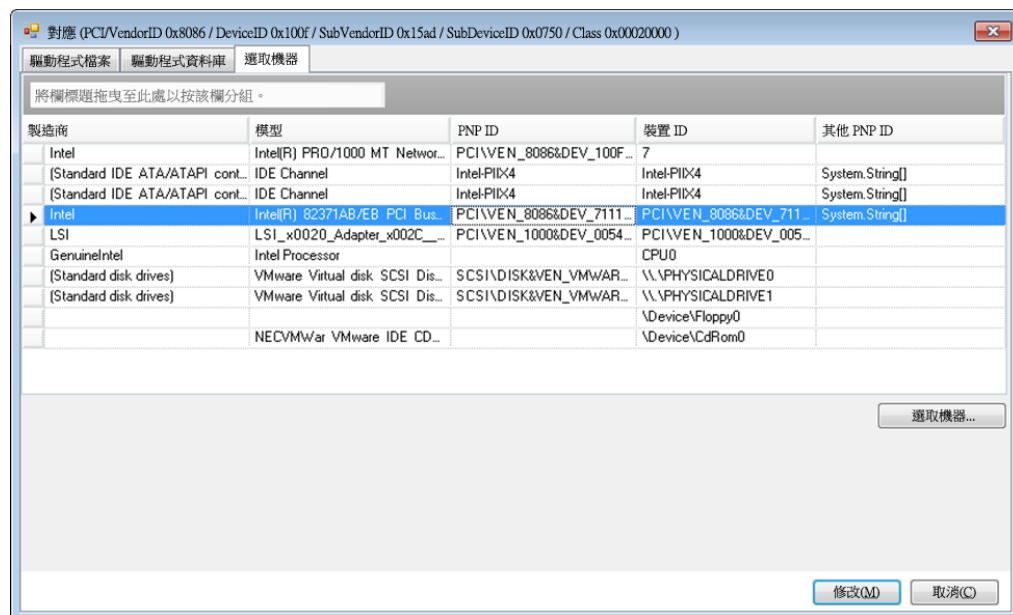 對應 (PCI/VendorID 0x8086 / DeviceID 0x100f / SubVendorID 0x15ad / SubDeviceID 0x0750 / Class 0x00020000 )
驅動程式檔案 驅動程式資料庫 選取機器
將欄標題拖曳至此處以按該欄分組。
製造商 模型 PNP ID 裝置 ID 其他 PNP ID
Intel Intel(R) PRO/1000 MT Networ... PCI\VEN_8086&DEV_100F... 7
(Standard IDE ATA/ATAPI cont... IDE Channel Intel-PIIX4 Intel-PIIX4 System.String[]
(Standard IDE ATA/ATAPI cont... IDE Channel Intel-PIIX4 Intel-PIIX4 System.String[]
Intel Intel(R) 82371AB/EB PCI Bus... PCI\VEN_8086&DEV_7111... PCI\VEN_8086&DEV_711... System.String[]
LSI LSI_x0020_Adapter_x002C__... PCI\VEN_1000&DEV_0054... PCI\VEN_1000&DEV_005...
GenuineIntel Intel Processor CPU0
(Standard disk drives) VMware Virtual disk SCSI Dis... SCSI\DISK&VEN_VMWAR... \\.\PHYSICALDRIVE0
(Standard disk drives) VMware Virtual disk SCSI Dis... SCSI\DISK&VEN_VMWAR... \\.\PHYSICALDRIVE1
\Device\Floppy0
NECVMWar VMware IDE CD... \Device\CdRom0
選取機器...
修改(M) 取消(C)